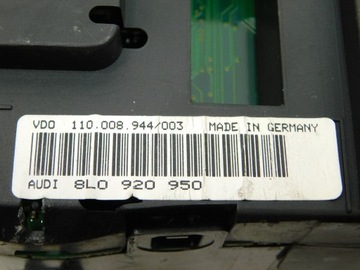 VDO 110.008.944/003 MADE IN GERMANY
AUDI 8L0 920 950